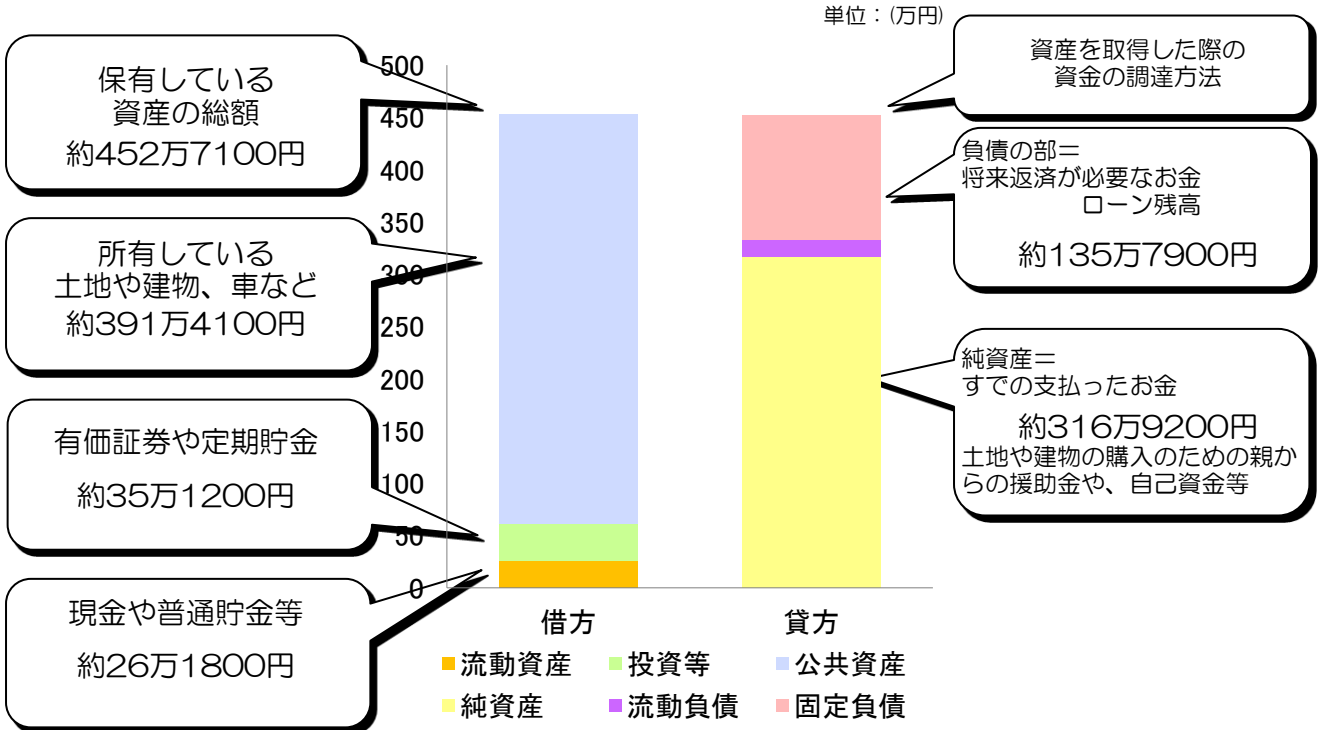 単位：(万円)
保有している
資産の総額
約452万7100円
所有している
土地や建物、車など
約391万4100円
有価証券や定期貯金
約35万1200円
現金や普通貯金等
約26万1800円
500
450
400
350
300
250
200
150
100
50
0
借方
貸方
流動資産
投資等
公共資産
純資産
流動負債
固定負債
資産を取得した際の
資金の調達方法
負債の部＝
将来返済が必要なお金
ローン残高
約135万7900円
純資産＝
すでの支払ったお金
約316万9200円
土地や建物の購入のための親か
らの援助金や、自己資金等